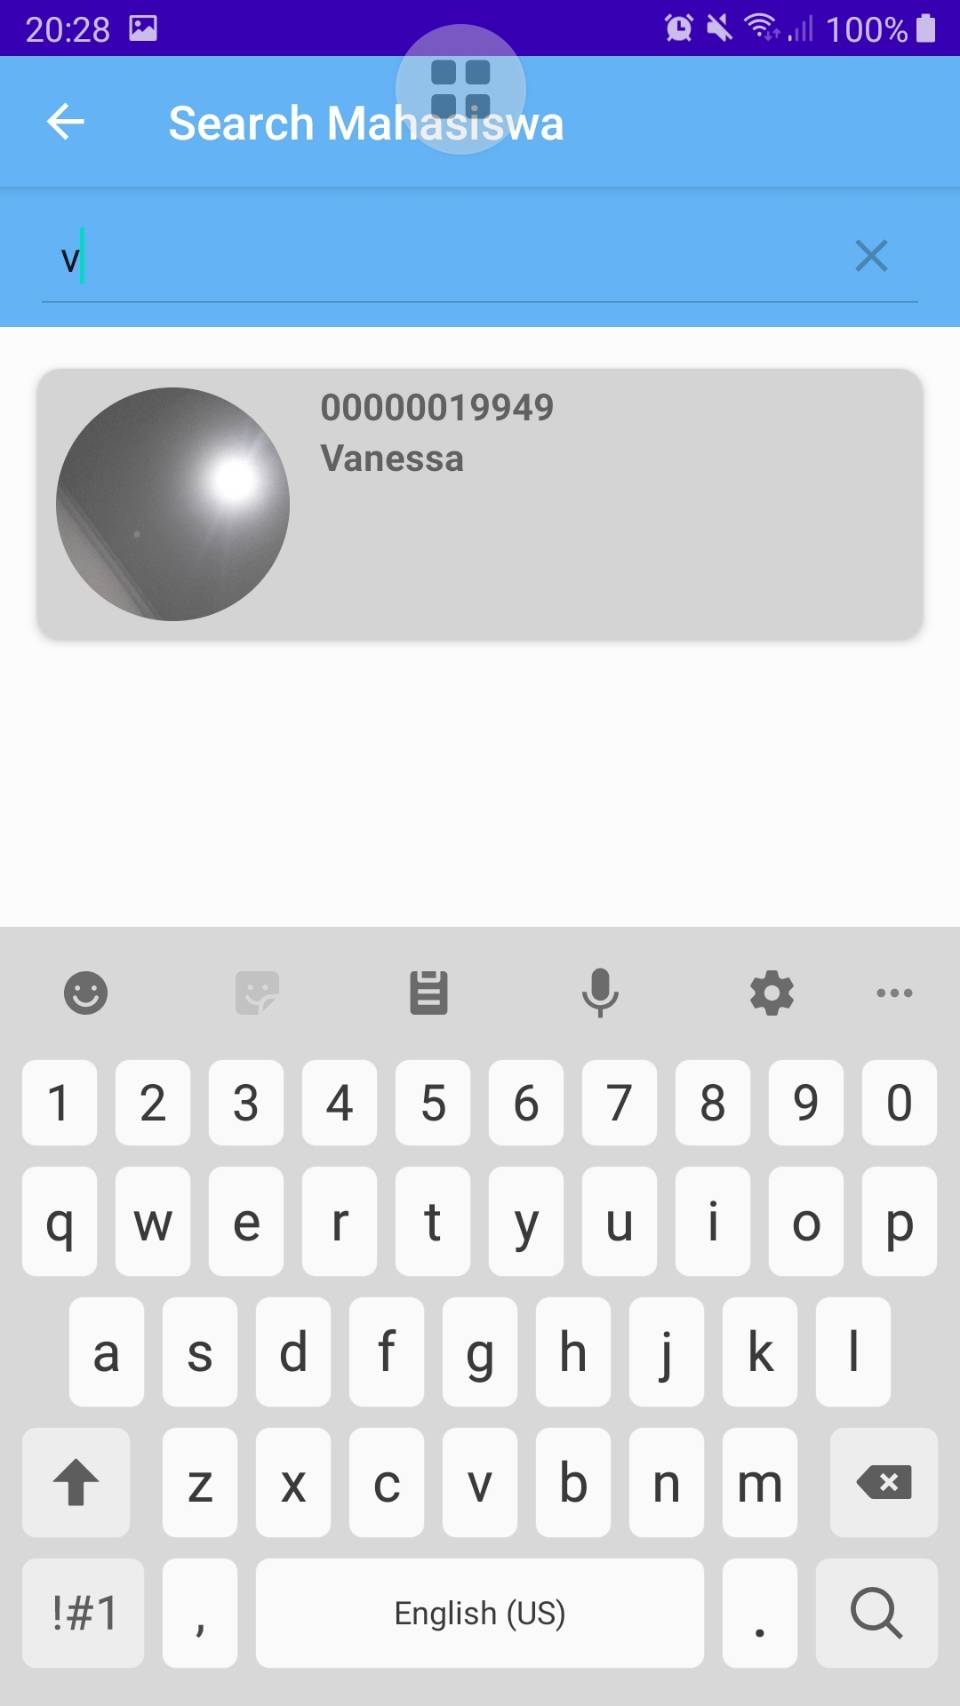 20:28 100%
Search Mahasiswa
v
00000019949
Vanessa
1 2 3 4 5 6 7 8 9 0
q w e r t y u i o p
a s d f g h j k l
z x c v b n m
!#1 , English (US) .